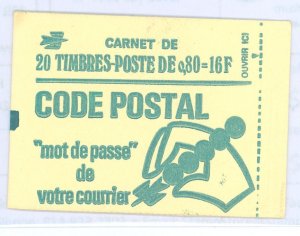 CARNET DE
20 TIMBRES-POSTE DE 0,80=16F
OUVRIR ICI
CODE POSTAL
"mot de passe"
de
votre courrier